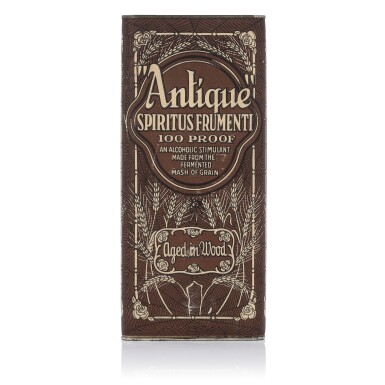 "Antique"
SPIRITUS FRUMENTI
100 PROOF
AN ALCOHOLIC STIMULANT
MADE FROM THE
FERMENTED
MASH OF GRAIN
Aged in Wood